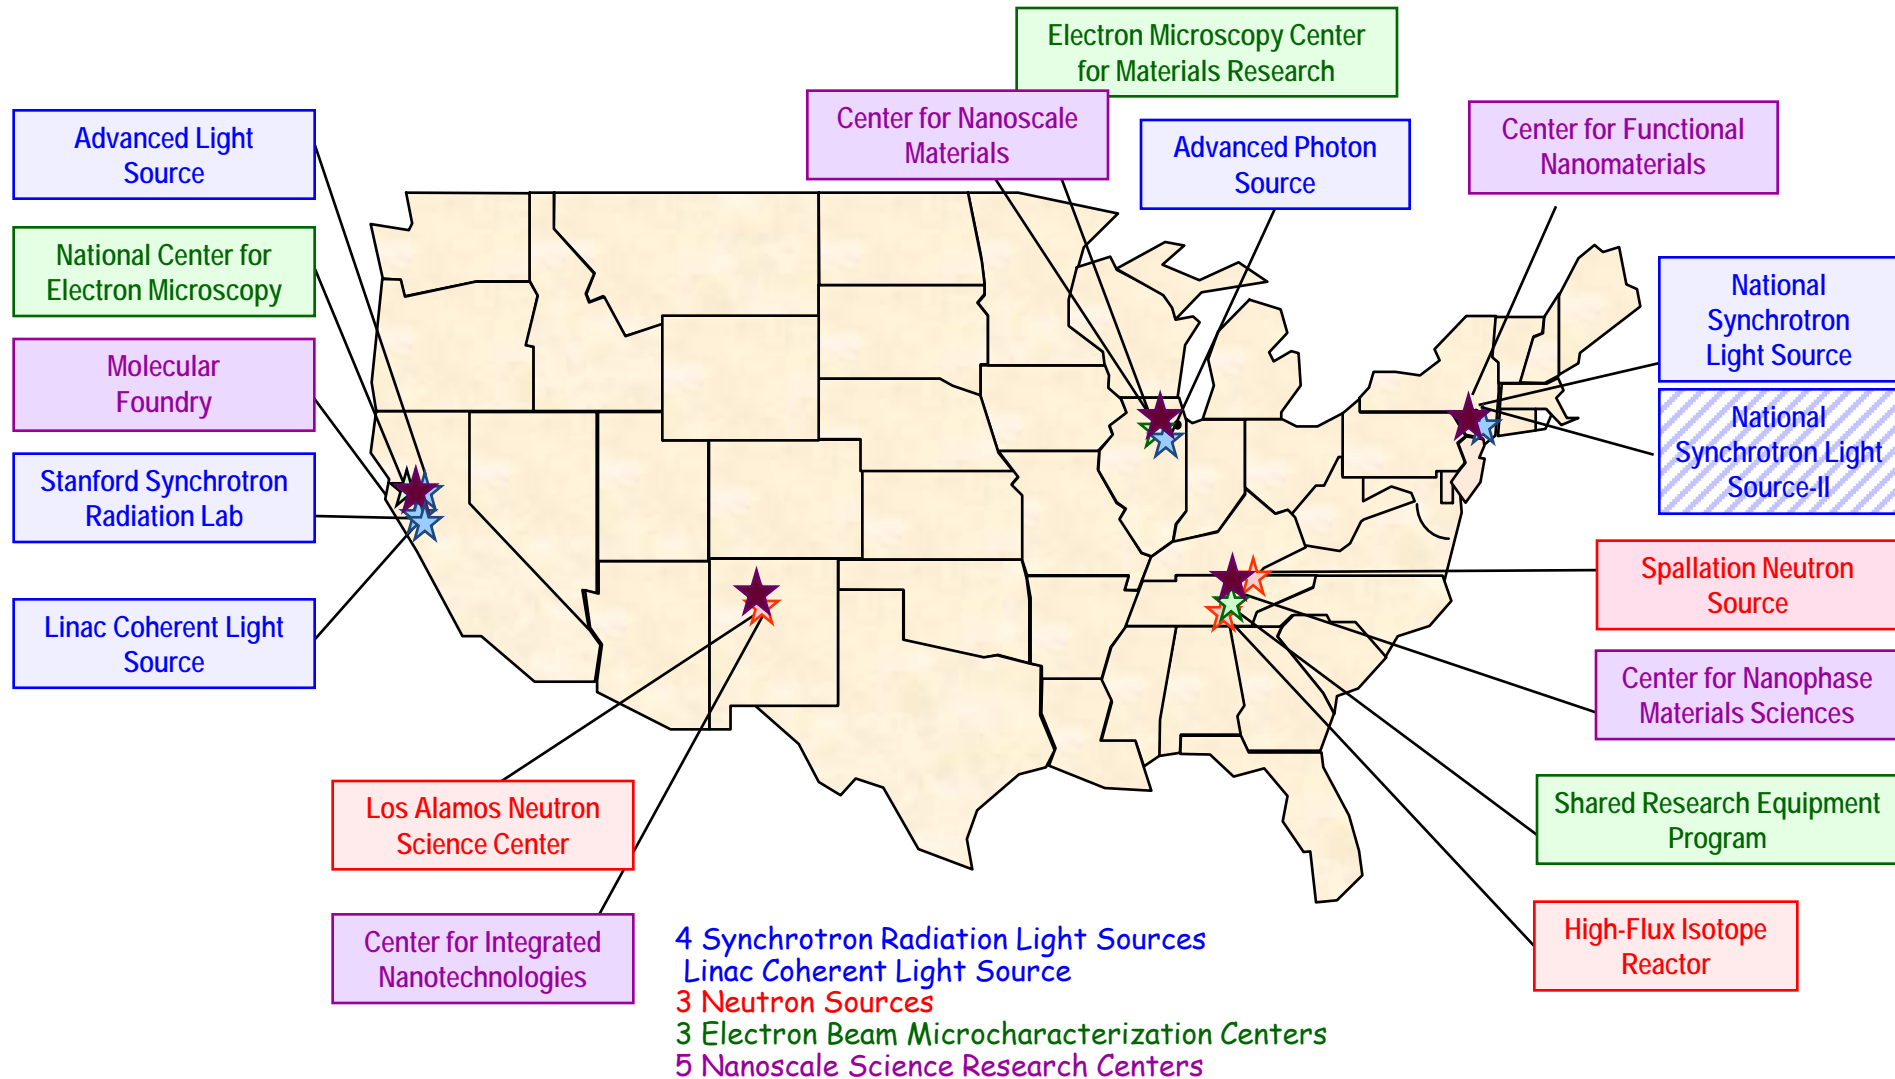 Electron Microscopy Center
for Materials Research
Center for Nanoscale
Materials
Advanced Photon
Source
Center for Functional
Nanomaterials
Advanced Light
Source
National Center for
Electron Microscopy
Molecular
Foundry
Stanford Synchrotron
Radiation Lab
Linac Coherent Light
Source
National
Synchrotron
Light Source
National
Synchrotron Light
Source-II
Spallation Neutron
Source
Center for Nanophase
Materials Sciences
Shared Research Equipment
Program
High-Flux Isotope
Reactor
Los Alamos Neutron
Science Center
Center for Integrated
Nanotechnologies
4 Synchrotron Radiation Light Sources
Linac Coherent Light Source
3 Neutron Sources
3 Electron Beam Microcharacterization Centers
5 Nanoscale Science Research Centers